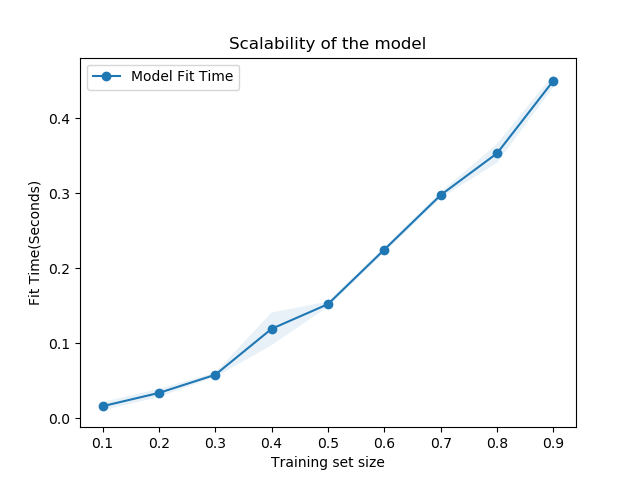 Scalability of the model
Model Fit Time
Fit Time(Seconds)
0.4
0.3
0.2
0.1
0.0
0.1 0.2 0.3 0.4 0.5 0.6 0.7 0.8 0.9
Training set size